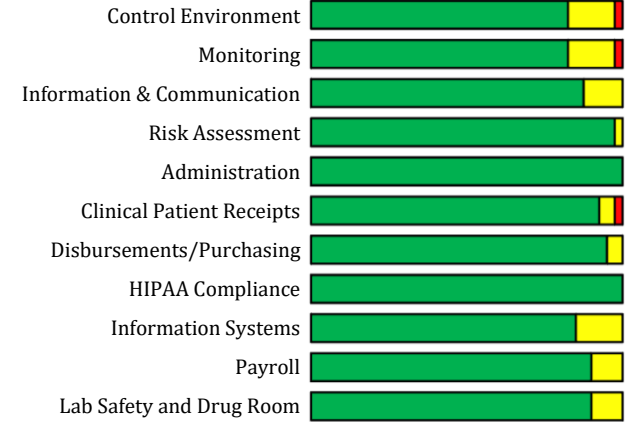 Control Environment
Monitoring
Information & Communication
Risk Assessment
Administration
Clinical Patient Receipts
Disbursements/Purchasing
HIPAA Compliance
Information Systems
Payroll
Lab Safety and Drug Room